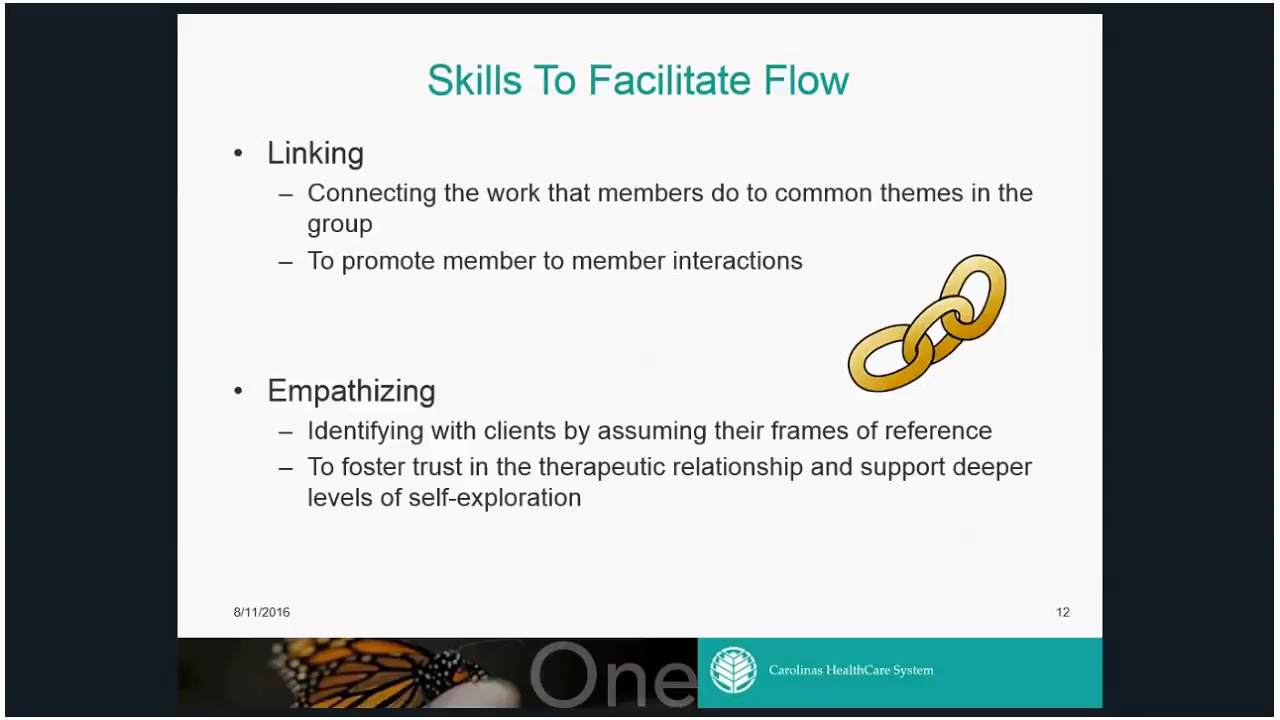 Skills To Facilitate Flow
• Linking
– Connecting the work that members do to common themes in the
group
– To promote member to member interactions
• Empathizing
– Identifying with clients by assuming their frames of reference
– To foster trust in the therapeutic relationship and support deeper
levels of self-exploration
8/11/2016
12
One
Carolinas HealthCare System